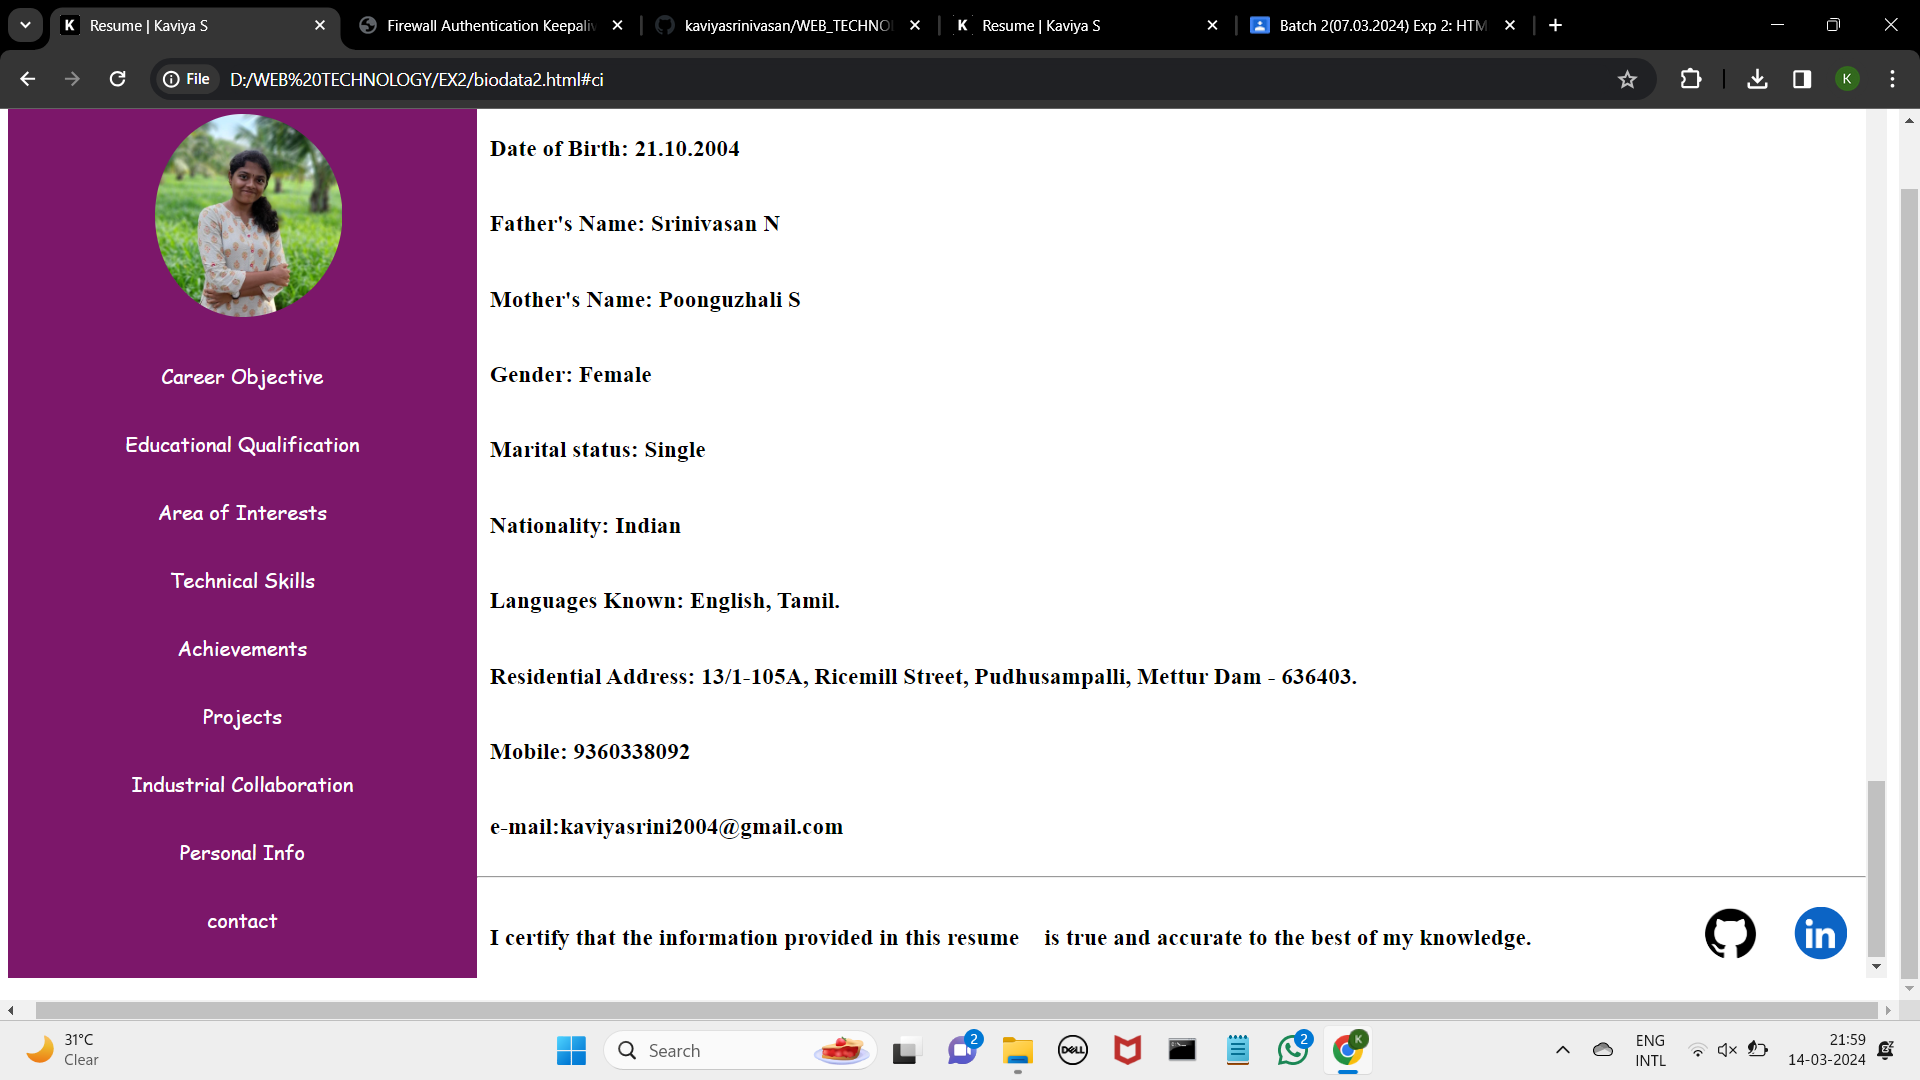 Resume | Kaviya S
Firewall Authentication Keepaliv
kaviyasrinivasan/WEB_TECHNO
Resume | Kaviya S
Batch 2(07.03.2024) Exp 2: HTM
File
D:/WEB%20TECHNOLOGY/EX2/biodata2.html#ci
K
Career Objective
Educational Qualification
Area of Interests
Technical Skills
Achievements
Projects
Industrial Collaboration
Personal Info
contact
Date of Birth: 21.10.2004
Father's Name: Srinivasan N
Mother's Name: Poonguzhali S
Gender: Female
Marital status: Single
Nationality: Indian
Languages Known: English, Tamil.
Residential Address: 13/1-105A, Ricemill Street, Pudhusampalli, Mettur Dam - 636403.
Mobile: 9360338092
e-mail:kaviyasrini2004@gmail.com
I certify that the information provided in this resume is true and accurate to the best of my knowledge.
in
31°C
Clear
Search
2
DELL
2
K
ENG
INTL
21:59
14-03-2024